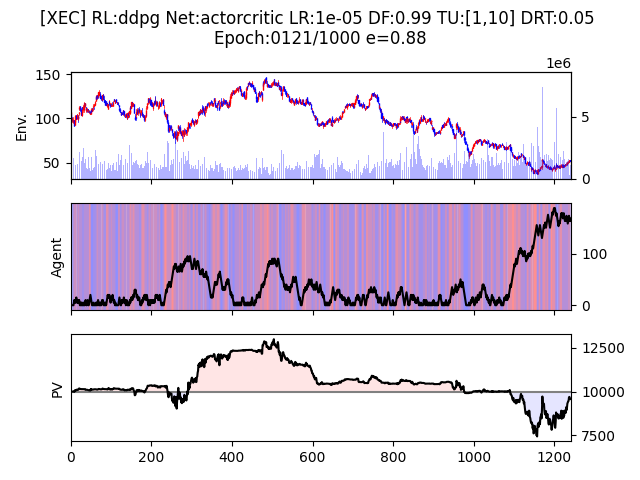 [XEC] RL:ddpg Net:actorcritic LR:1e-05 DF:0.99 TU:[1,10] DRT:0.05
Epoch:0121/1000 e=0.88
1e6
150
100
50
Env.
5
0
Agent
100
0
PV
12500
10000
7500
0 200 400 600 800 1000 1200